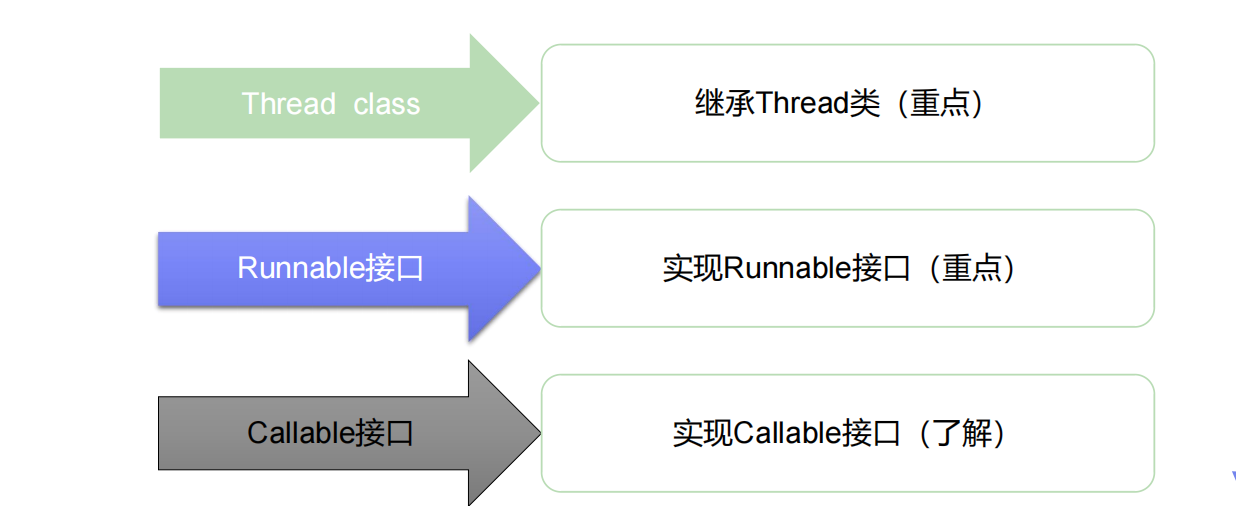 Thread class
继承Thread类（重点）
Runnable接口
实现Runnable接口（重点）
Callable接口
实现Callable接口（了解）